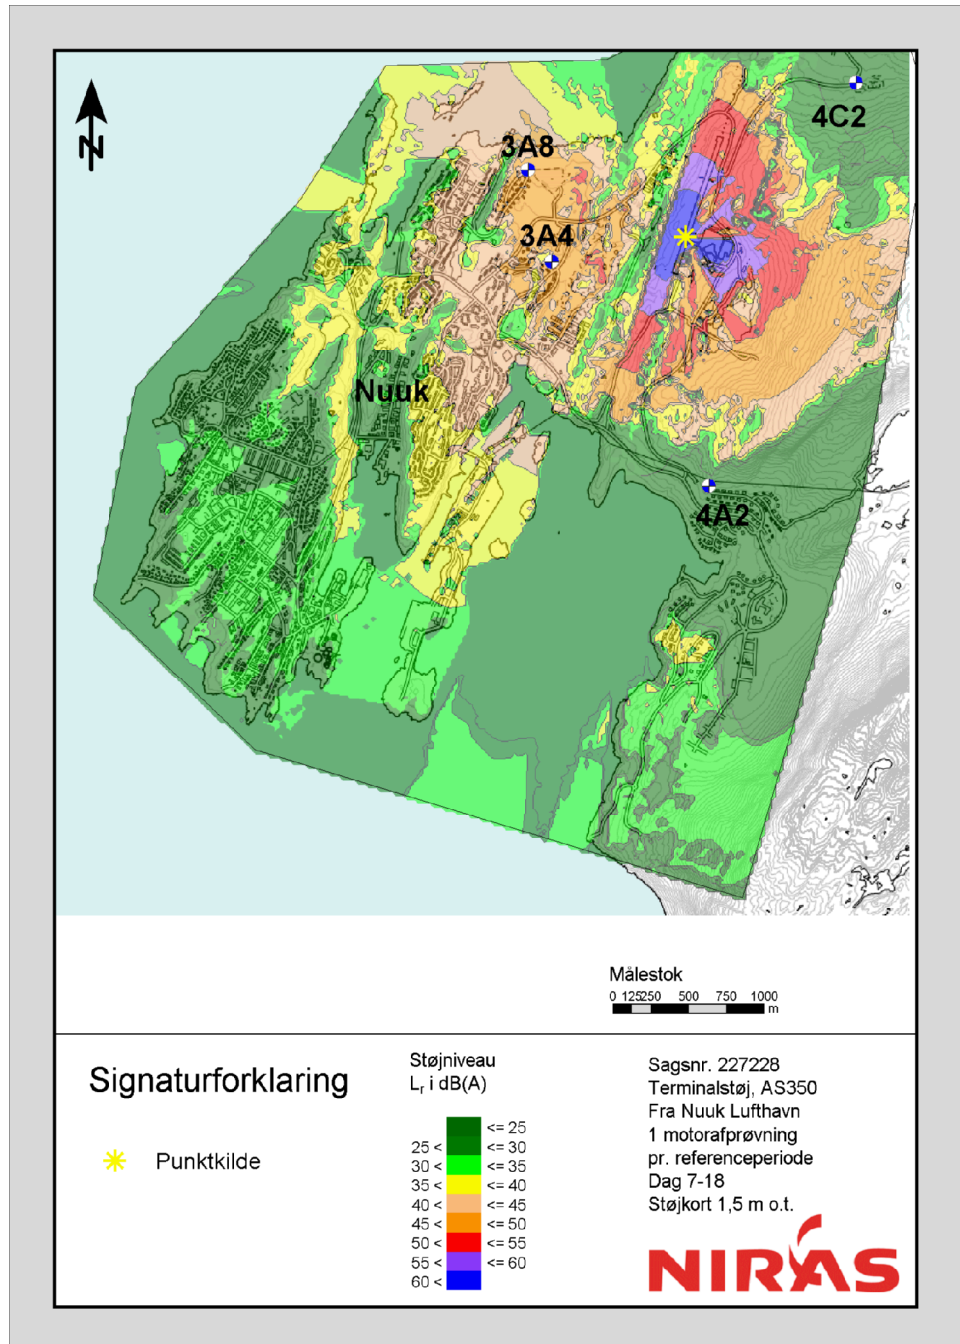 N
4C2
3A8
3A4
Nuuk
4A2
Målestok
0 125250 500 750 1000
m
Signaturforklaring
Punktkilde
Støjniveau
Lr i dB(A)
<= 25
25 < <= 30
30 < <= 35
35 < <= 40
40 < <= 45
45 < <= 50
50 < <= 55
55 < <= 60
60 <
Sagsnr. 227228
Terminalstøj, AS350
Fra Nuuk Lufthavn
1 motorafprøvning
pr. referenceperiode
Dag 7-18
Støjkort 1,5 m o.t.
NIRAS